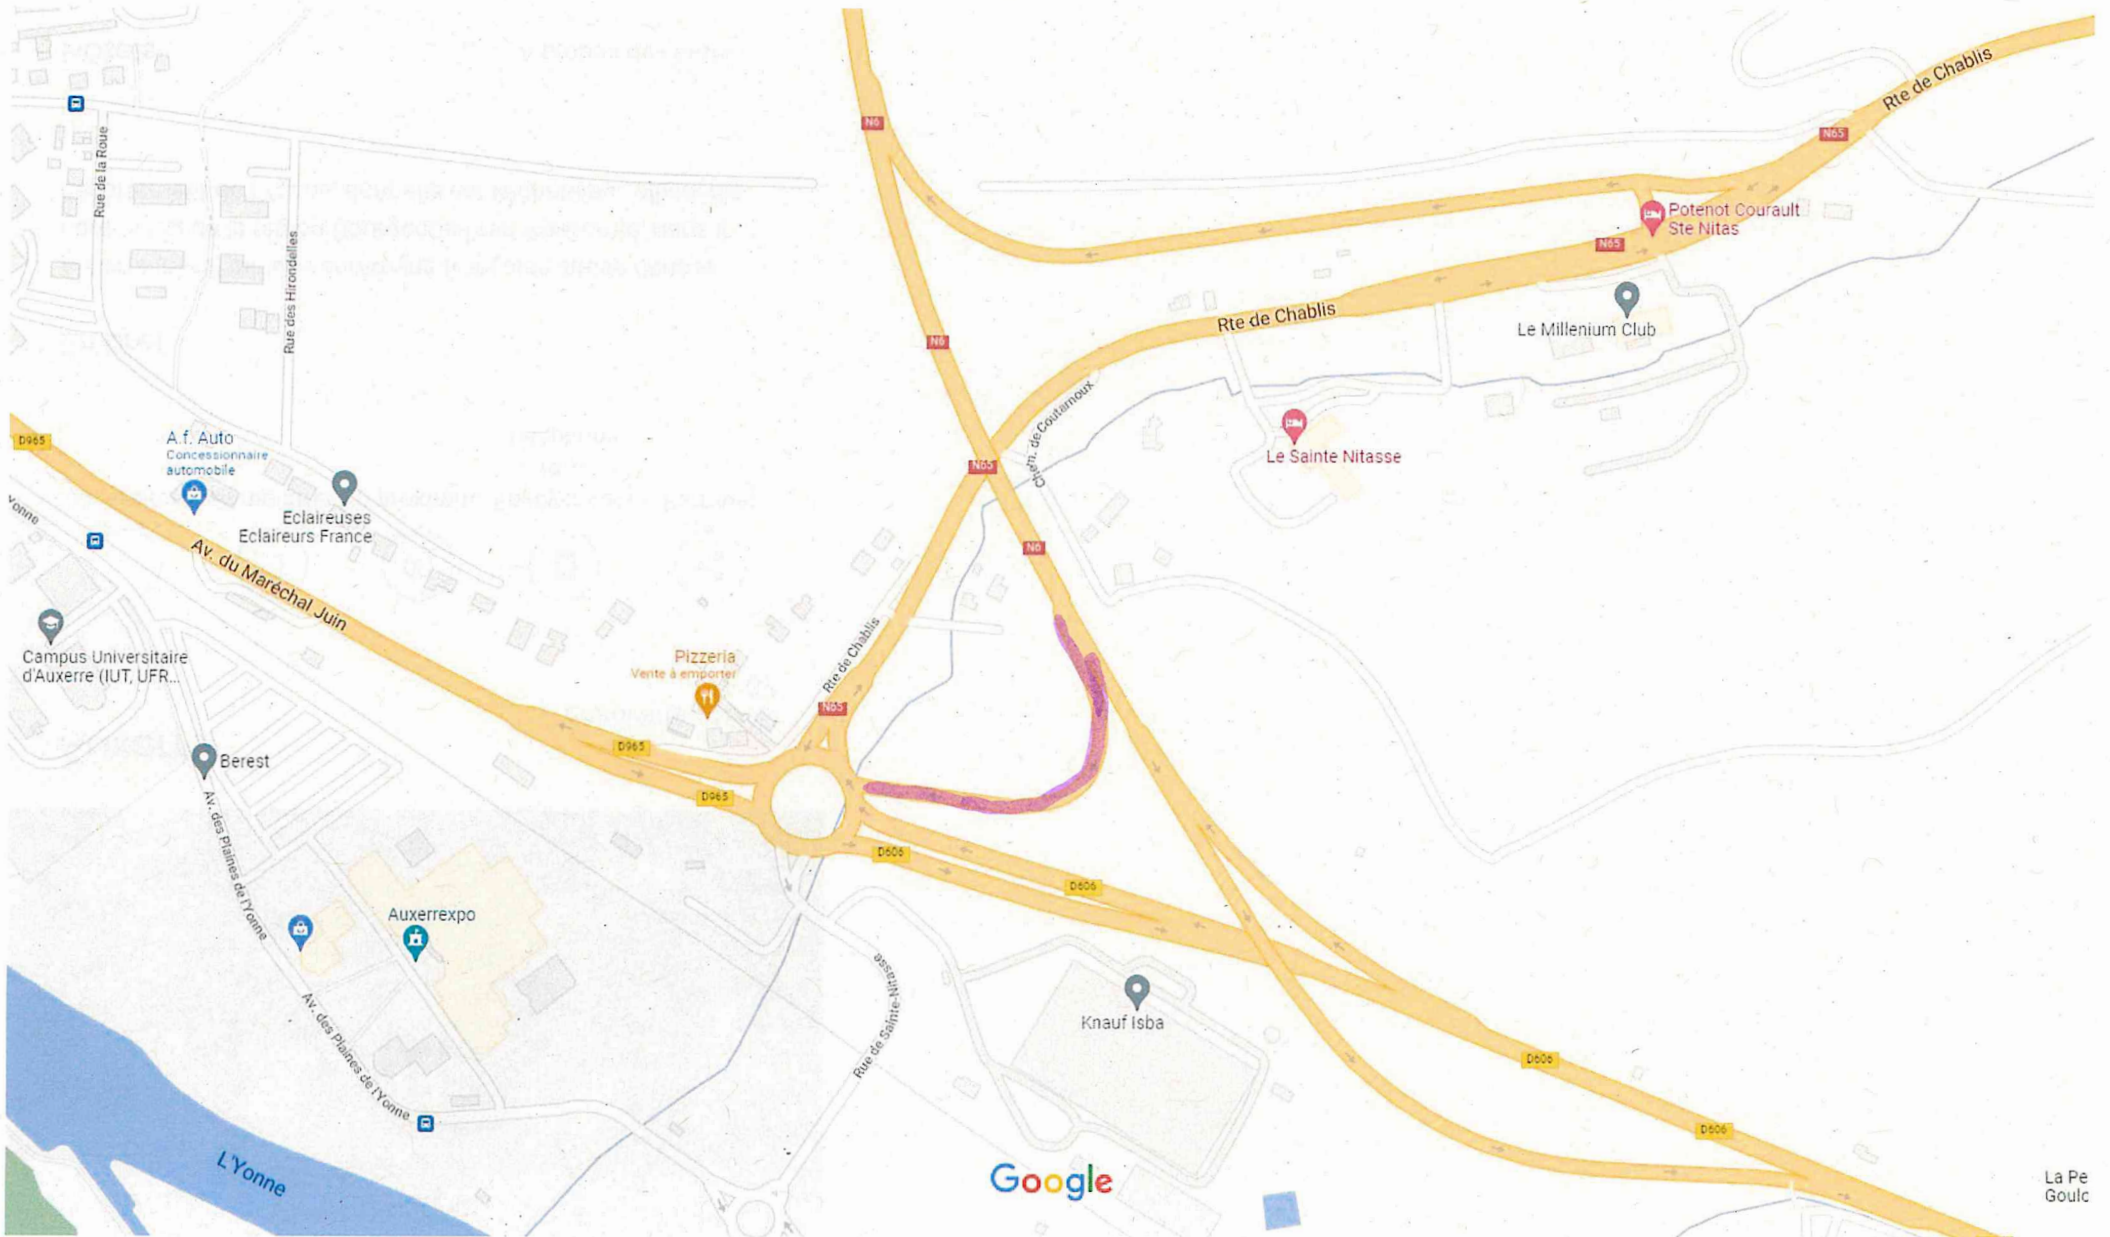 Rte de Chablis
N6
N65
Rue de la Roue
Potenot Courault
Ste Nitas
N65
Rue des Hirondelles
Le Millenium Club
Rte de Chablis
N6
Chem. de Coutarnoux
D965
A.f. Auto
Concessionnaire
automobile
Le Sainte Nitasse
N65
Yonne
Eclaireuses
Eclaireurs France
N6
Av. du Maréchal Juin
Campus Universitaire
d'Auxerre (IUT, UFR...
Pizzeria
Vente à emporter
Rte de Chablis
N65
D965
Berest
D965
D606
D606
Av. des Plaines de l'Yonne
Auxerrexpo
Rue de Sainte-Nitasse
Knauf Isba
Av. des Plaines de l'Yonne
D606
D606
L'Yonne
Google
La Pe
Goulc